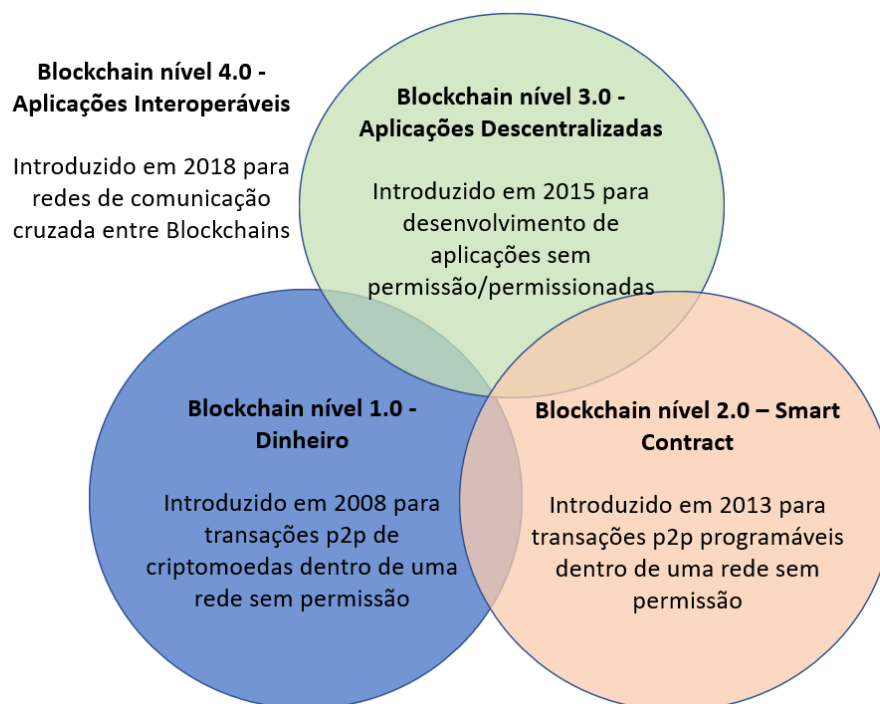 Blockchain nível 4.0 -
Aplicações Interoperáveis
Introduzido em 2018 para
redes de comunicação
cruzada entre Blockchains
Blockchain nível 3.0 -
Aplicações Descentralizadas
Introduzido em 2015 para
desenvolvimento de
aplicações sem
permissão/permissionadas
Blockchain nível 1.0 -
Dinheiro
Introduzido em 2008 para
transações p2p de
criptomoedas dentro de uma
rede sem permissão
Blockchain nível 2.0 – Smart
Contract
Introduzido em 2013 para
transações p2p programáveis
dentro de uma rede sem
permissão